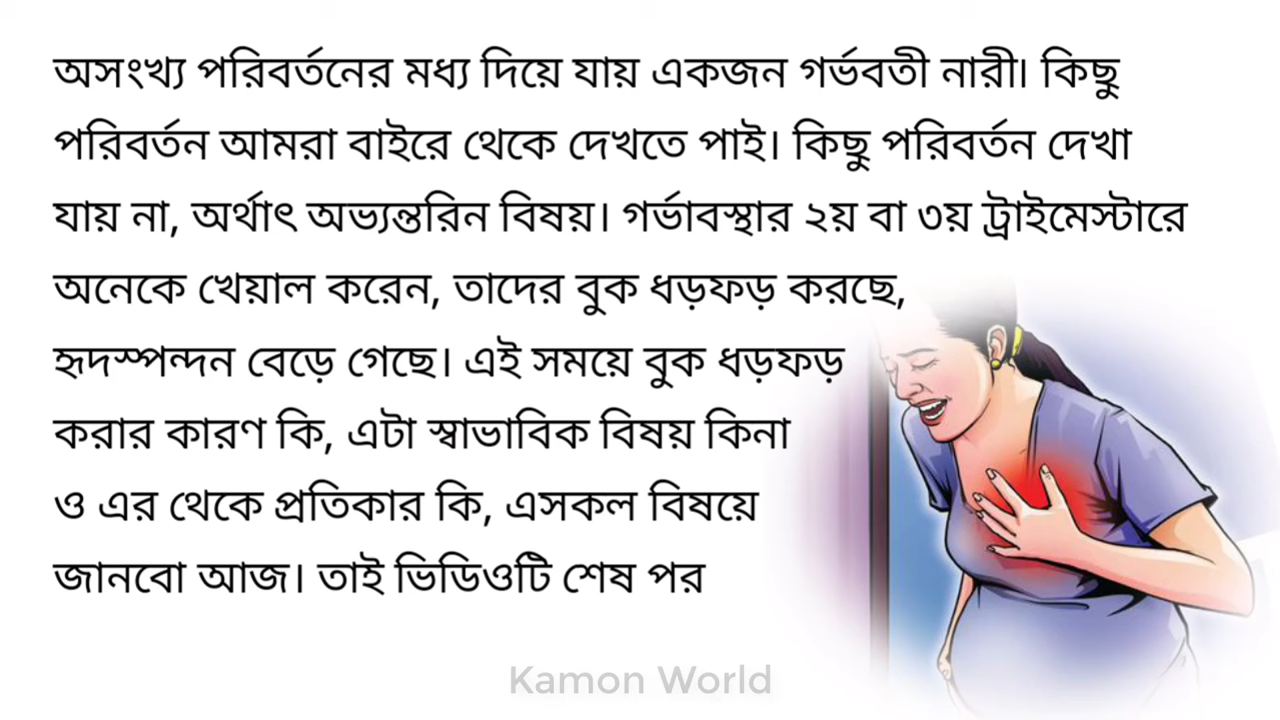 অসংখ্য পরিবর্তনের মধ্য দিয়ে যায় একজন গর্ভবতী নারী। কিছু
পরিবর্তন আমরা বাইরে থেকে দেখতে পাই। কিছু পরিবর্তন দেখা
যায় না, অর্থাৎ অভ্যন্তরিন বিষয়। গর্ভাবস্থার ২য় বা ৩য় ট্রাইমেস্টারে
অনেকে খেয়াল করেন, তাদের বুক ধড়ফড় করছে,
হৃদস্পন্দন বেড়ে গেছে। এই সময়ে বুক ধড়ফড়
করার কারণ কি, এটা স্বাভাবিক বিষয় কিনা
ও এর থেকে প্রতিকার কি, এসকল বিষয়ে
জানবো আজ। তাই ভিডিওটি শেষ পর
Kamon World